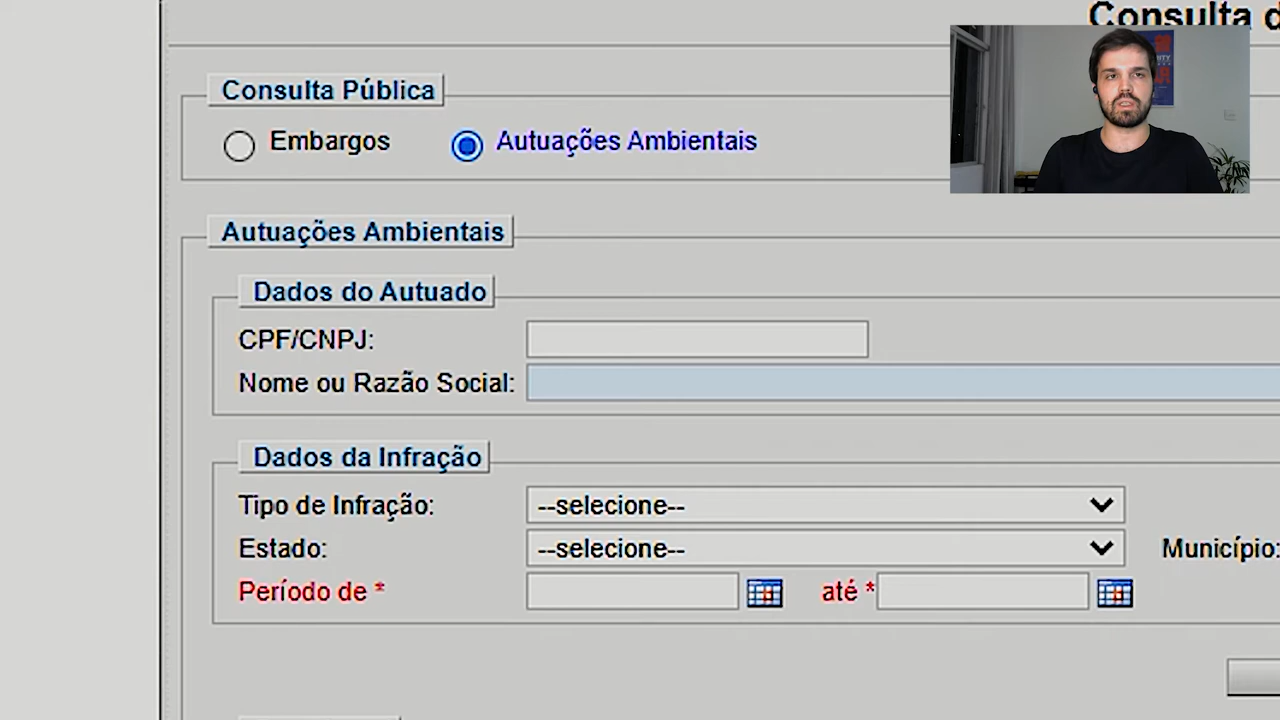 Consulta d
Consulta Pública
Embargos
Autuações Ambientais
Autuações Ambientais
Dados do Autuado
CPF/CNPJ:
Nome ou Razão Social:
Dados da Infração
Tipo de Infração: --selecione--
Estado: --selecione-- Município:
Período de * até *